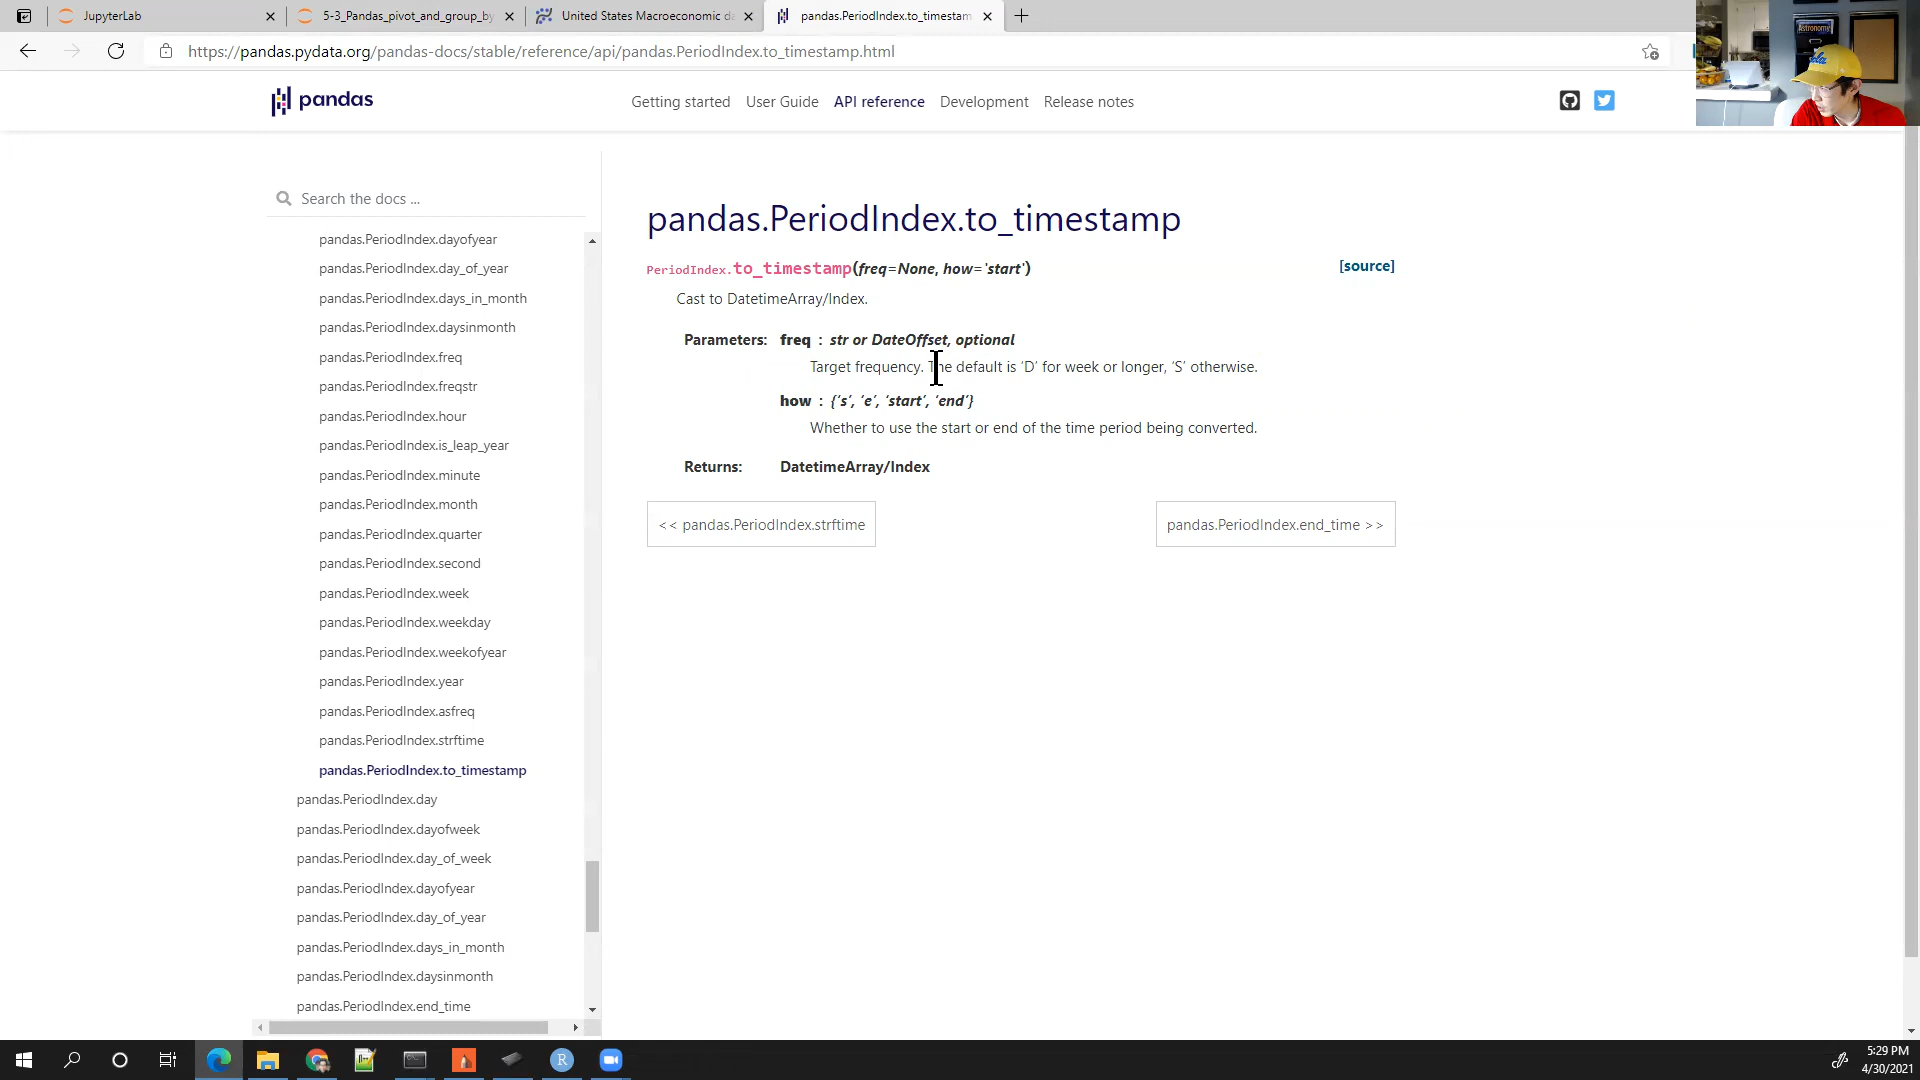 JupyterLab
5-3_Pandas_pivot_and_group_by
United States Macroeconomic d
pandas.PeriodIndex.to_timestam
https://pandas.pydata.org/pandas-docs/stable/reference/api/pandas.PeriodIndex.to_timestamp.html
Astronomy
pandas
Getting started
User Guide
API reference
Development
Release notes
Search the docs ...
pandas.PeriodIndex.dayofyear
pandas.PeriodIndex.day_of_year
pandas.PeriodIndex.days_in_month
pandas.PeriodIndex.daysinmonth
pandas.PeriodIndex.freq
pandas.PeriodIndex.freqstr
pandas.PeriodIndex.hour
pandas.PeriodIndex.is_leap_year
pandas.PeriodIndex.minute
pandas.PeriodIndex.month
pandas.PeriodIndex.quarter
pandas.PeriodIndex.second
pandas.PeriodIndex.week
pandas.PeriodIndex.weekday
pandas.PeriodIndex.weekofyear
pandas.PeriodIndex.year
pandas.PeriodIndex.asfreq
pandas.PeriodIndex.strftime
pandas.PeriodIndex.to_timestamp
pandas.PeriodIndex.day
pandas.PeriodIndex.dayofweek
pandas.PeriodIndex.day_of_week
pandas.PeriodIndex.dayofyear
pandas.PeriodIndex.day_of_year
pandas.PeriodIndex.days_in_month
pandas.PeriodIndex.daysinmonth
pandas.PeriodIndex.end_time
pandas.PeriodIndex.to_timestamp
PeriodIndex.to_timestamp(freq=None, how='start')
[source]
Cast to DatetimeArray/Index.
Parameters:
freq : str or DateOffset, optional
Target frequency. The default is ‘D’ for week or longer, ‘S’ otherwise.
how : {‘s’, ‘e’, ‘start’, ‘end’}
Whether to use the start or end of the time period being converted.
Returns:
DatetimeArray/Index
<< pandas.PeriodIndex.strftime
pandas.PeriodIndex.end_time >>
R
5:29 PM
4/30/2021